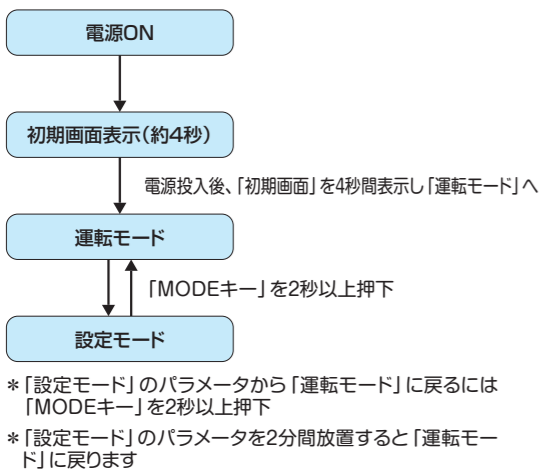 電源ON
初期画面表示（約4秒）
電源投入後、「初期画面」を4秒間表示し「運転モード」へ
運転モード
「MODEキー」を2秒以上押下
設定モード
＊「設定モード」のパラメータから「運転モード」に戻るには
「MODEキー」を2秒以上押下
＊「設定モード」のパラメータを2分間放置すると「運転モー
ド」に戻ります